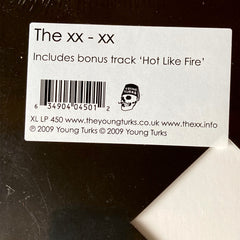 The xx - xx
Includes bonus track ‘Hot Like Fire’
6 34904 04501 2
XL LP 450 www.theyoungturks.co.uk www.thexx.info
℗ 2009 Young Turks © 2009 Young Turks